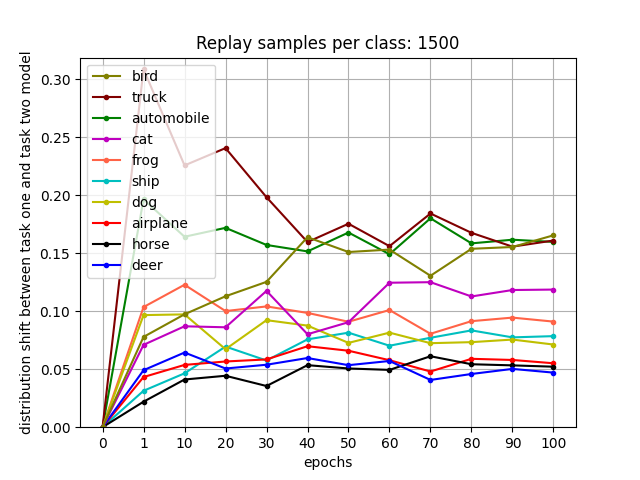 Replay samples per class: 1500
distribution shift between task one and task two model
0.30
0.25
0.20
0.15
0.10
0.05
0.00
bird
truck
automobile
cat
frog
ship
dog
airplane
horse
deer
0 1 10 20 30 40 50 60 70 80 90 100
epochs